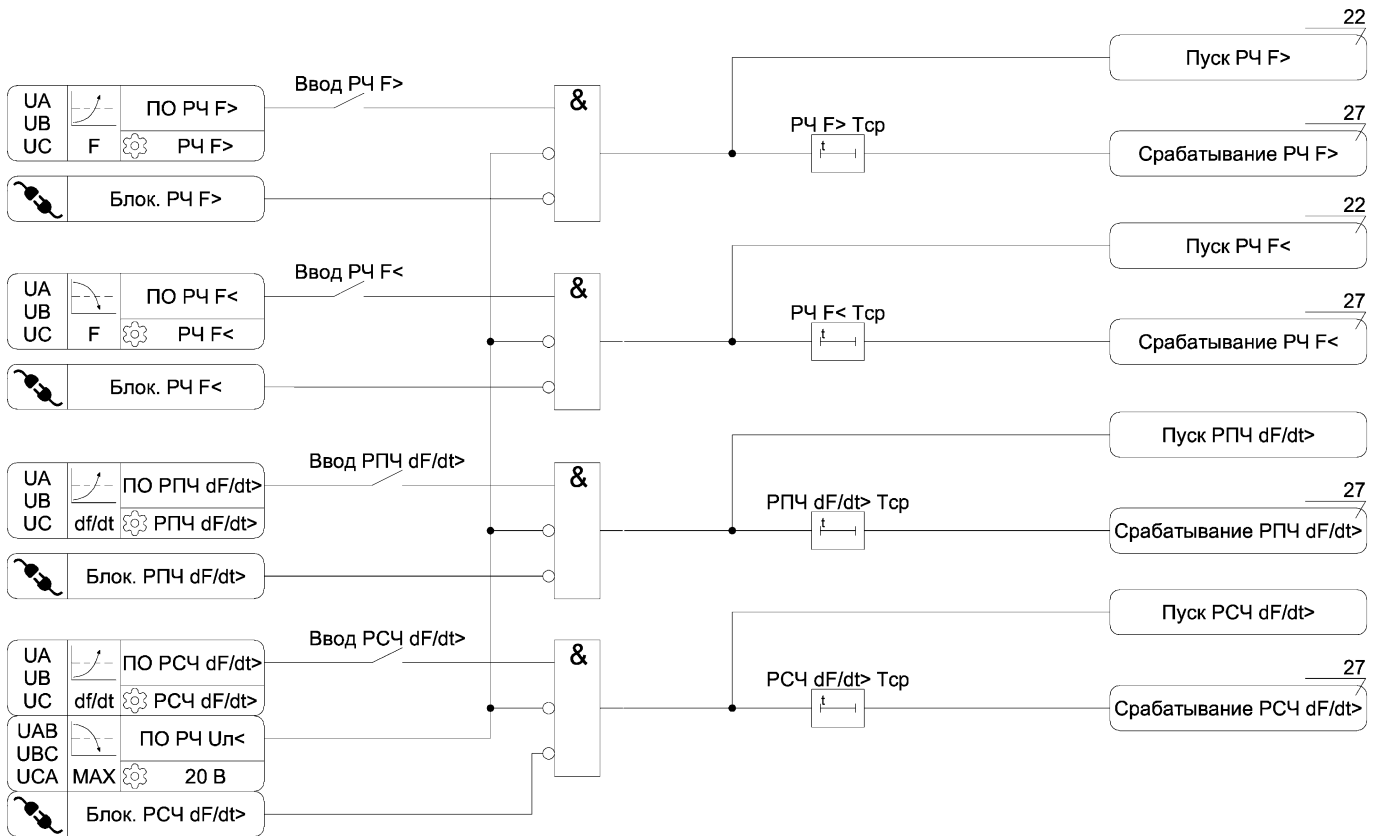 22
Пуск РЧ F>
Ввод РЧ F>
UA
UB
UC
F
ПО РЧ F>
РЧ F>
&
27
РЧ F> Тср
t
Срабатывание РЧ F>
Блок. РЧ F>
22
Пуск РЧ F<
Ввод РЧ F<
UA
UB
UC
F
ПО РЧ F<
РЧ F<
&
27
РЧ F< Тср
t
Срабатывание РЧ F<
Блок. РЧ F<
Пуск РПЧ dF/dt>
Ввод РПЧ dF/dt>
UA
UB
UC
df/dt
ПО РПЧ dF/dt>
РПЧ dF/dt>
&
27
РПЧ dF/dt> Тср
t
Срабатывание РПЧ dF/dt>
Блок. РПЧ dF/dt>
Пуск РСЧ dF/dt>
Ввод РСЧ dF/dt>
UA
UB
UC
df/dt
ПО РСЧ dF/dt>
РСЧ dF/dt>
&
27
РСЧ dF/dt> Тср
t
Срабатывание РСЧ dF/dt>
UAB
UBC
UCA
MAX
ПО РЧ Uл<
20 В
Блок. РСЧ dF/dt>